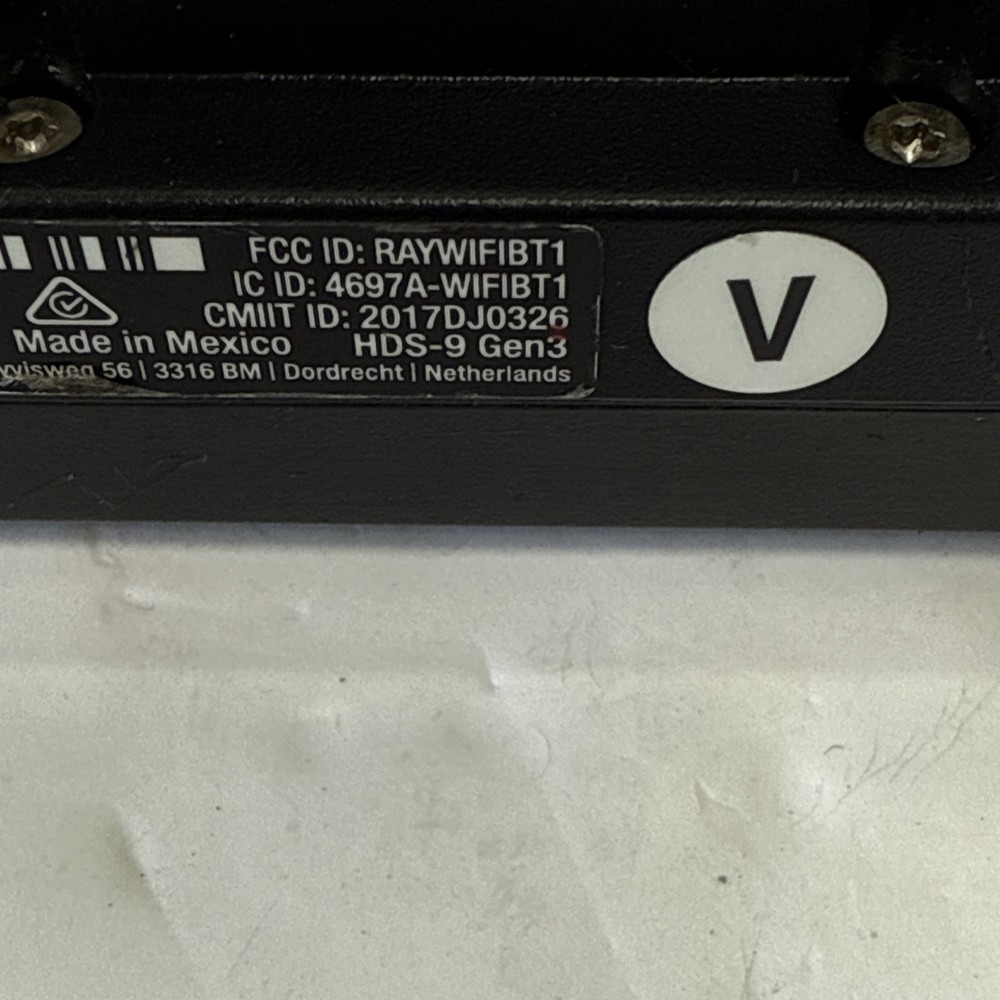 FCC ID: RAYWIFIBT1
IC ID: 4697A-WIFIBT1
CMIIT ID: 2017DJ0326
Made in Mexico HDS-9 Gen3
56 | 3316 BM | Dordrecht | Netherlands
V